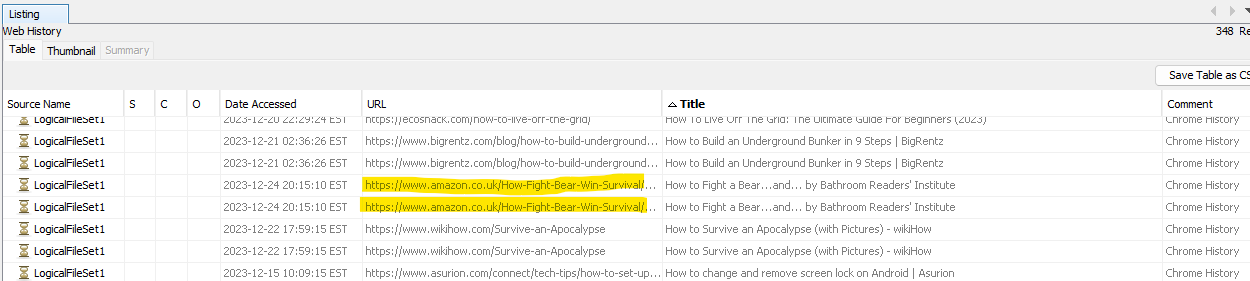 Listing
Web History 348 Re
Table Thumbnail Summary
Save Table as CS
Source Name S C O Date Accessed URL Title Comment
LogicalFileSet1 2023-12-20 22:29:24 EST https://ecosnack.com/how-to-live-off-the-grid/) How To Live Off The Grid: The Ultimate Guide For Beginners (2023) Chrome History
LogicalFileSet1 2023-12-21 02:36:26 EST https://www.bigrentz.com/blog/how-to-build-underground... How to Build an Underground Bunker in 9 Steps | BigRentz Chrome History
LogicalFileSet1 2023-12-21 02:36:26 EST https://www.bigrentz.com/blog/how-to-build-underground... How to Build an Underground Bunker in 9 Steps | BigRentz Chrome History
LogicalFileSet1 2023-12-24 20:15:10 EST https://www.amazon.co.uk/How-Fight-Bear-Win-Survival/... How to Fight a Bear...and... by Bathroom Readers' Institute Chrome History
LogicalFileSet1 2023-12-24 20:15:10 EST https://www.amazon.co.uk/How-Fight-Bear-Win-Survival/... How to Fight a Bear...and... by Bathroom Readers' Institute Chrome History
LogicalFileSet1 2023-12-22 17:59:15 EST https://www.wikihow.com/Survive-an-Apocalypse How to Survive an Apocalypse (with Pictures) - wikiHow Chrome History
LogicalFileSet1 2023-12-22 17:59:15 EST https://www.wikihow.com/Survive-an-Apocalypse How to Survive an Apocalypse (with Pictures) - wikiHow Chrome History
LogicalFileSet1 2023-12-15 10:09:15 EST https://www.asurion.com/connect/tech-tips/how-to-set-up... How to change and remove screen lock on Android | Asurion Chrome History